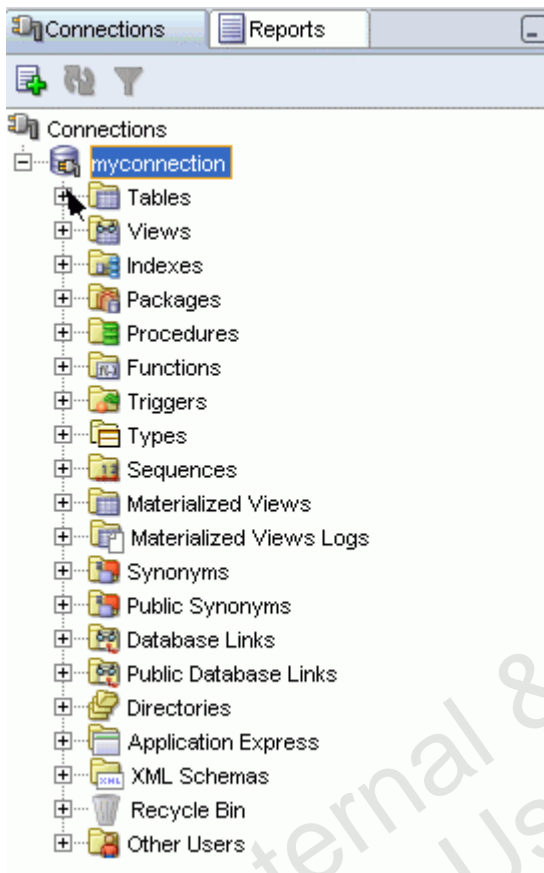 Connections Reports
Connections
myconnection
Tables
Views
Indexes
Packages
Procedures
Functions
Triggers
Types
Sequences
Materialized Views
Materialized Views Logs
Synonyms
Public Synonyms
Database Links
Public Database Links
Directories
Application Express
XML Schemas
Recycle Bin
Other Users